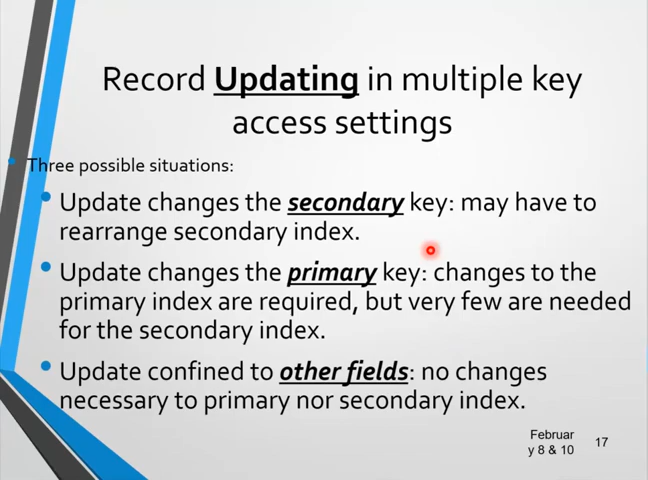 Record Updating in multiple key
access settings
Three possible situations:
Update changes the secondary key: may have to
rearrange secondary index.
Update changes the primary key: changes to the
primary index are required, but very few are needed
for the secondary index.
Update confined to other fields: no changes
necessary to primary nor secondary index.
Februar
y 8 & 10
17